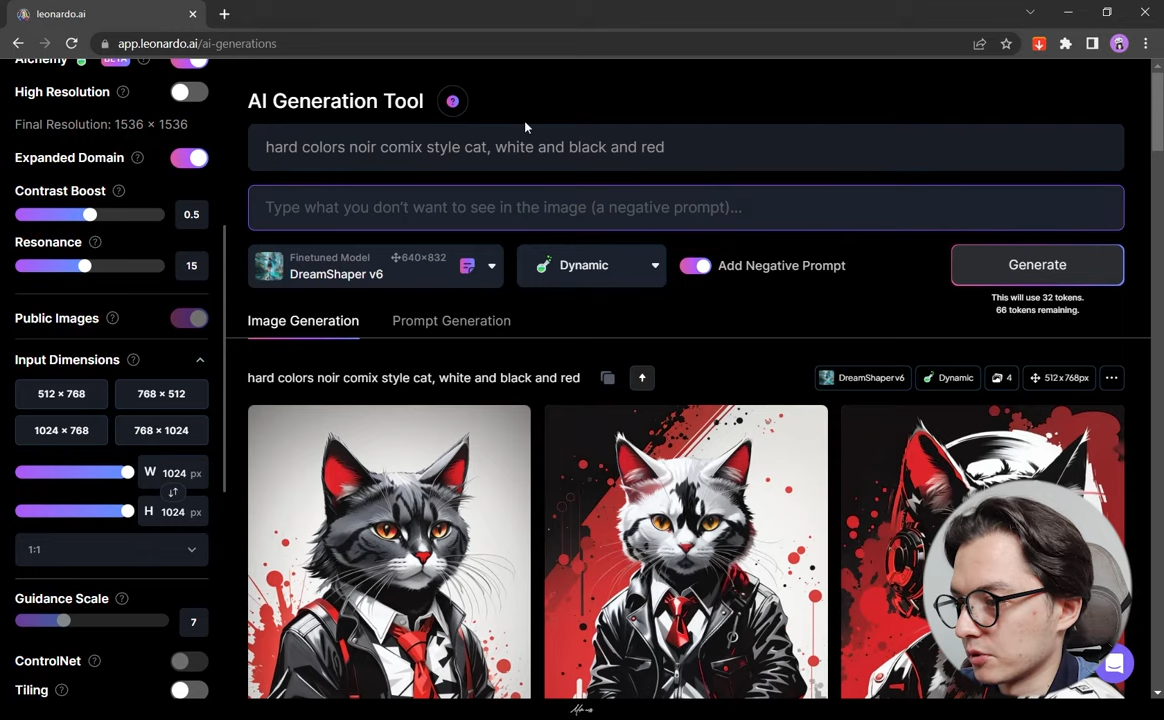 leonardo.ai
app.leonardo.ai/ai-generations
Alchemy BETA
High Resolution
Final Resolution: 1536 × 1536
Expanded Domain
Contrast Boost
0.5
Resonance
15
Public Images
Input Dimensions
512 × 768
768 × 512
1024 × 768
768 × 1024
W 1024 px
H 1024 px
1:1
Guidance Scale
7
ControlNet
Tiling
AI Generation Tool
hard colors noir comix style cat, white and black and red
Type what you don't want to see in the image (a negative prompt)...
Finetuned Model 640×832
DreamShaper v6
Dynamic
Add Negative Prompt
Generate
This will use 32 tokens.
66 tokens remaining.
Image Generation
Prompt Generation
hard colors noir comix style cat, white and black and red
DreamShaper v6
Dynamic
4
512x768px